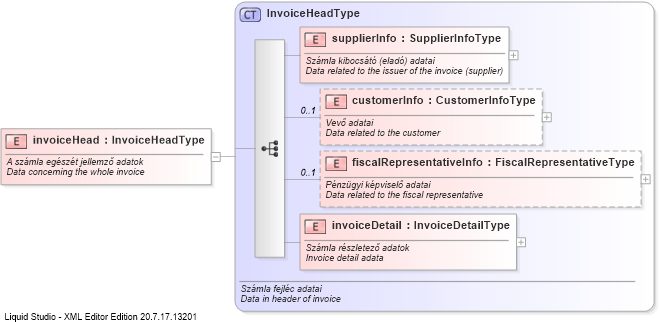 CT InvoiceHeadType
E supplierInfo : SupplierInfoType
Számla kibocsátó (eladó) adatai
Data related to the issuer of the invoice (supplier)
0..1
E customerInfo : CustomerInfoType
Vevő adatai
Data related to the customer
E invoiceHead : InvoiceHeadType
A számla egészét jellemző adatok
Data concerning the whole invoice
0..1
E fiscalRepresentativeInfo : FiscalRepresentativeType
Pénzügyi képviselő adatai
Data related to the fiscal representative
E invoiceDetail : InvoiceDetailType
Számla részletező adatok
Invoice detail adata
Számla fejléc adatai
Data in header of invoice
Liquid Studio - XML Editor Edition 20.7.17.13201